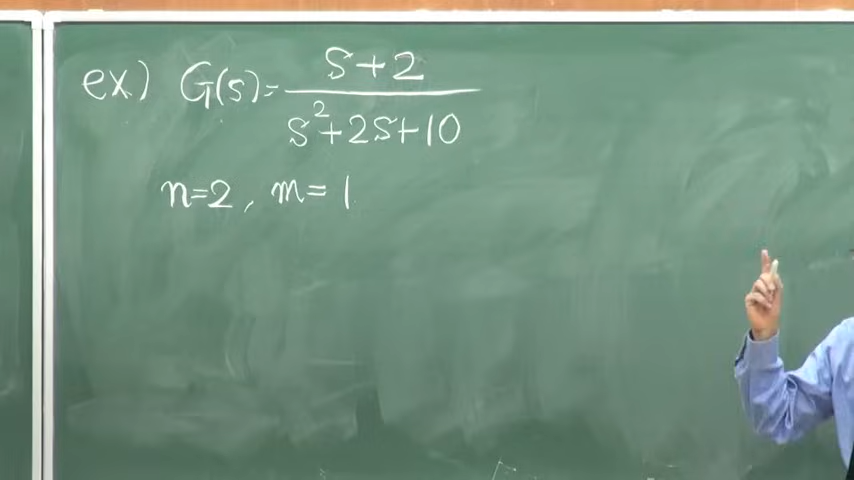 ex) G(s)= s+2 / s²+2s+10
n=2, m=1